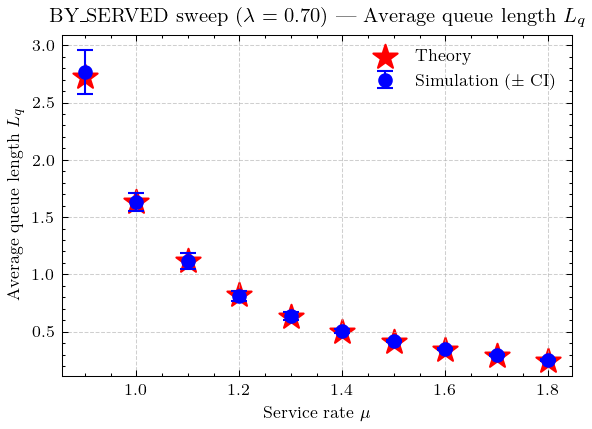 BY_SERVED sweep (λ = 0.70) — Average queue length L_q
Theory
Simulation (± CI)
Average queue length L_q
3.0
2.5
2.0
1.5
1.0
0.5
1.0 1.2 1.4 1.6 1.8
Service rate μ